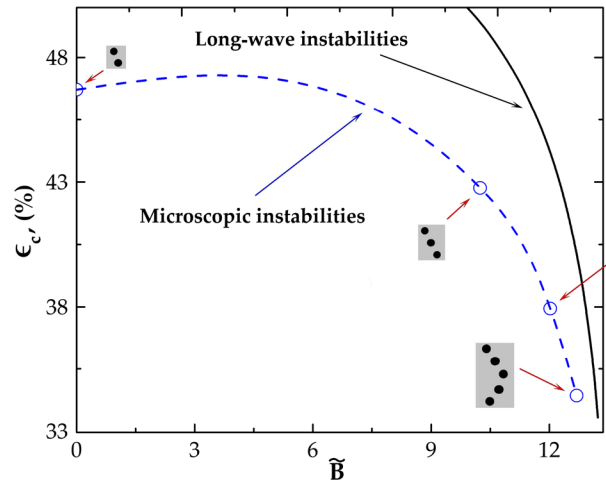 48
Long-wave instabilities
43
Microscopic instabilities
ϵc, (%)
38
33
0
3
6
9
12
B̃